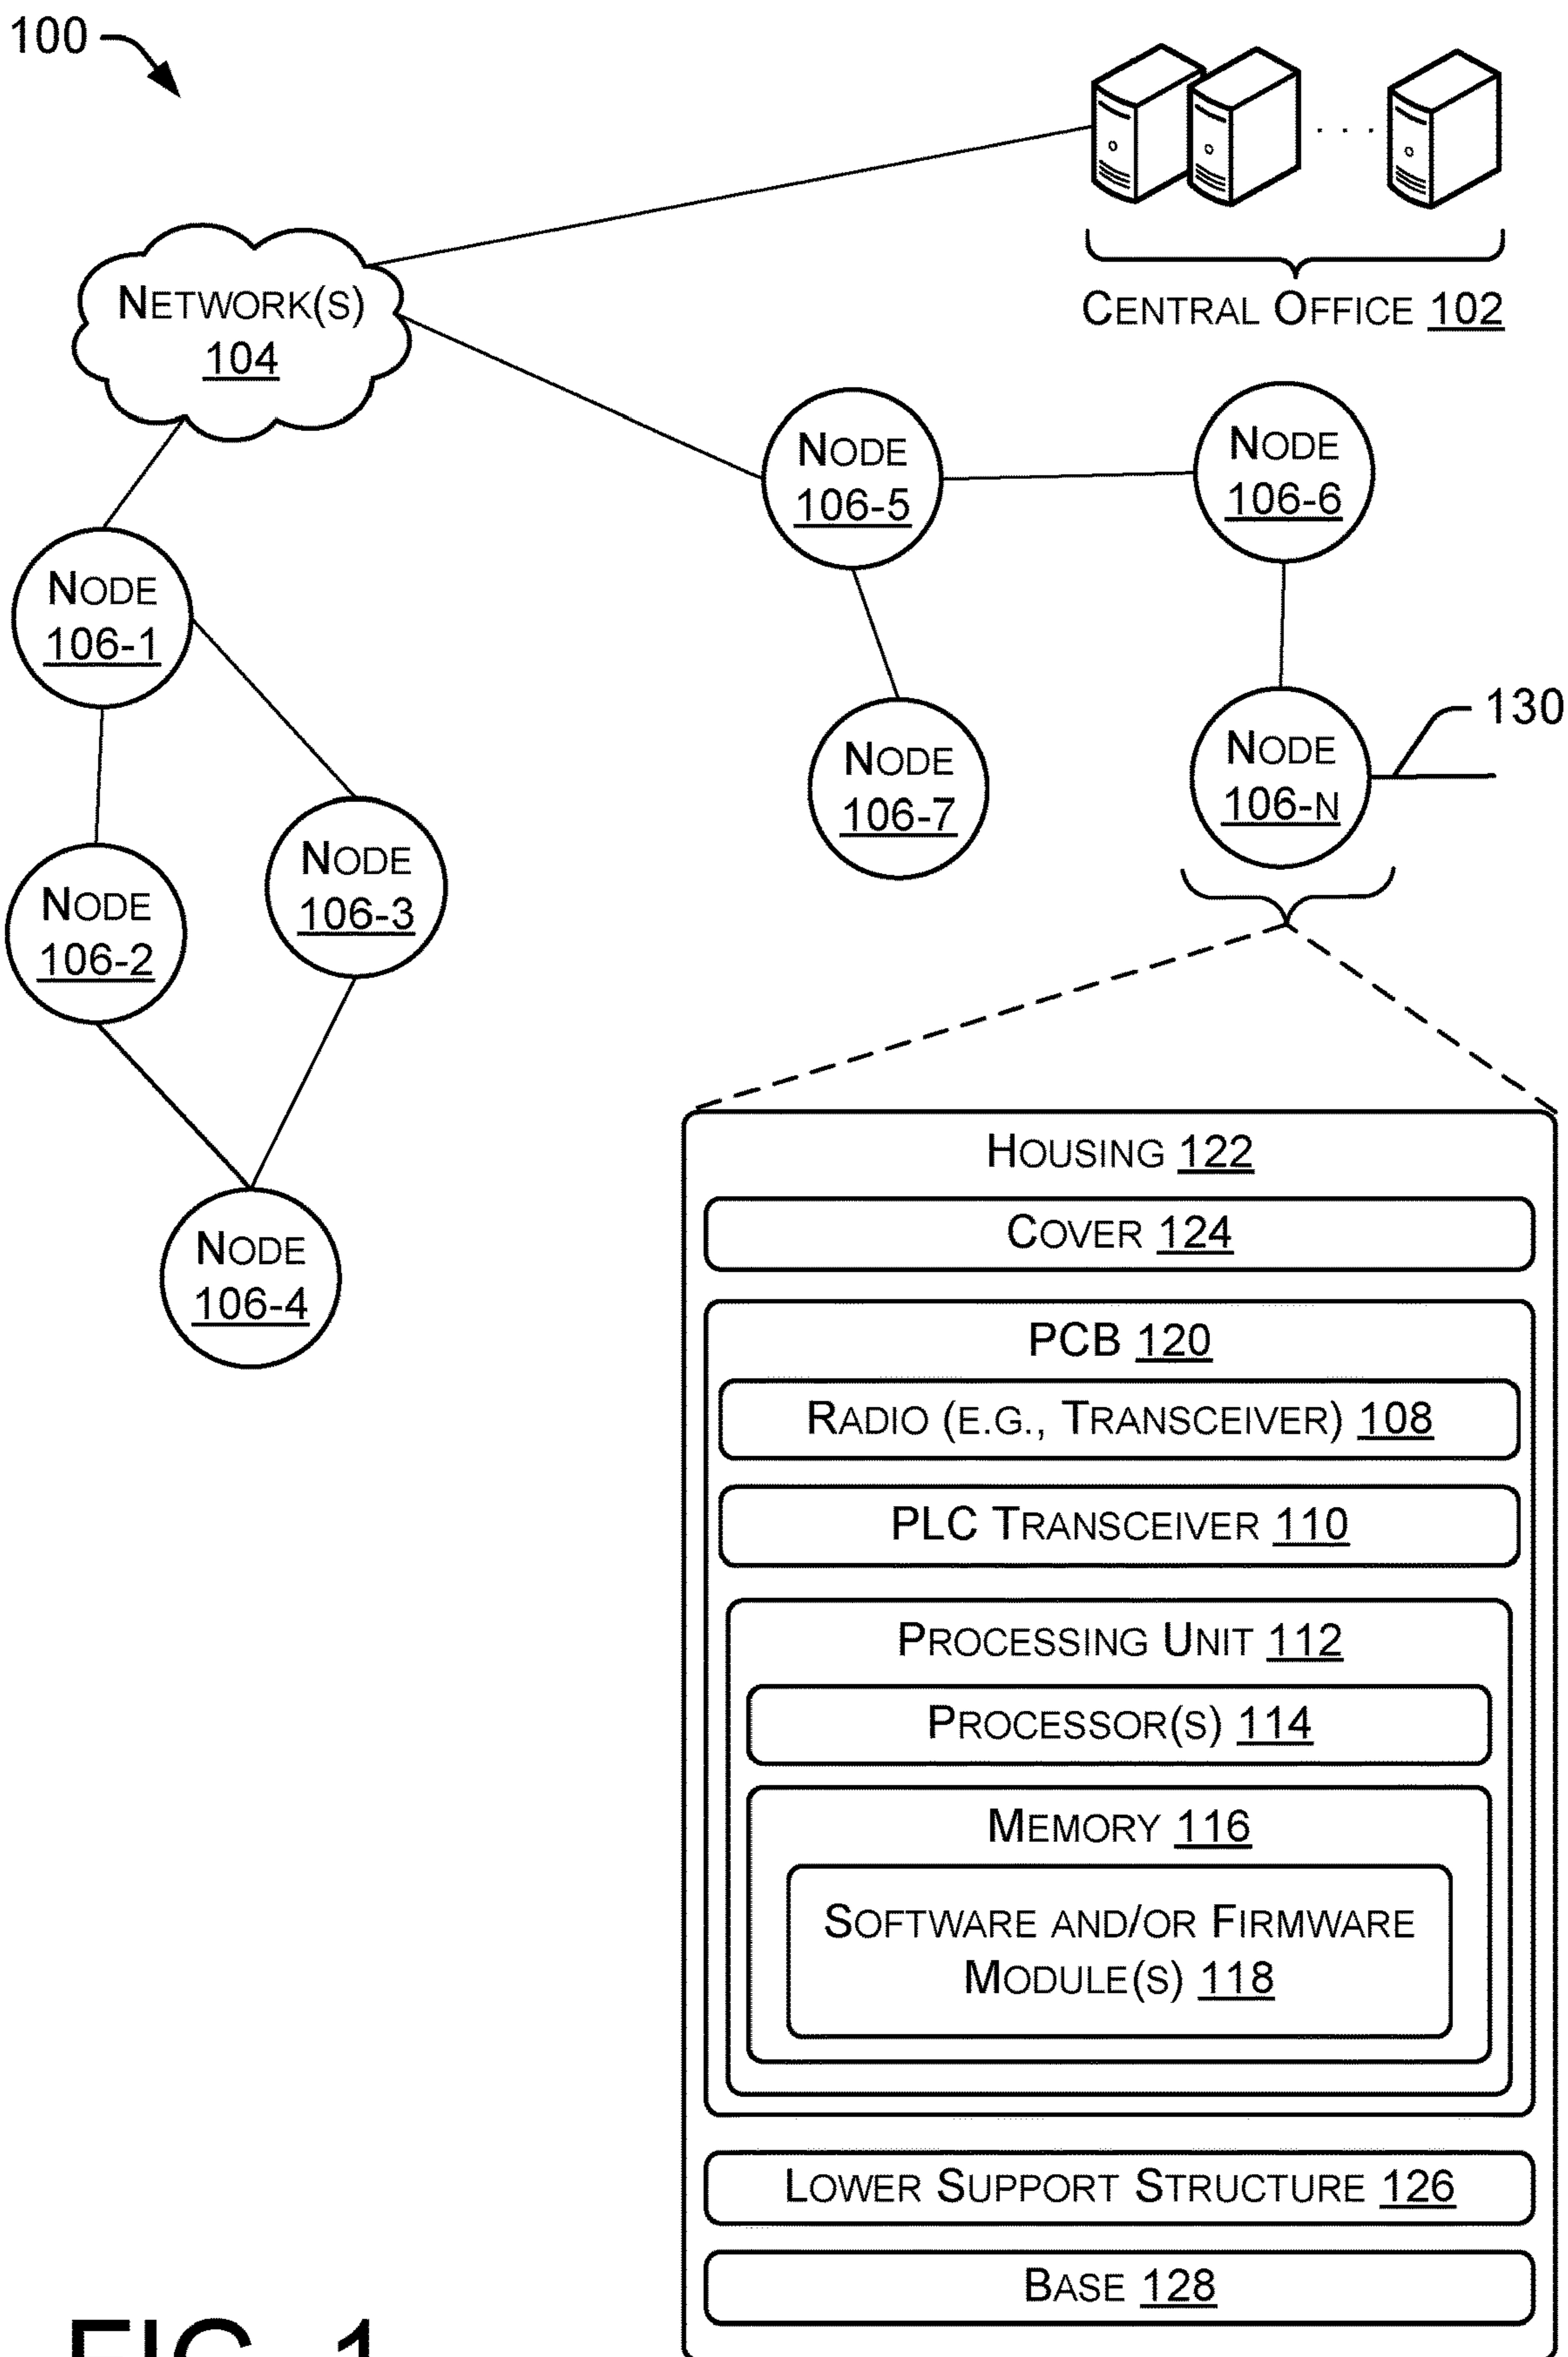 100
NETWORK(S)
104
CENTRAL OFFICE 102
NODE
106-5
NODE
106-6
NODE
106-1
NODE
106-7
NODE
106-N
130
NODE
106-3
NODE
106-2
NODE
106-4
HOUSING 122
COVER 124
PCB 120
RADIO (E.G., TRANSCEIVER) 108
PLC TRANSCEIVER 110
PROCESSING UNIT 112
PROCESSOR(S) 114
MEMORY 116
SOFTWARE AND/OR FIRMWARE
MODULE(S) 118
LOWER SUPPORT STRUCTURE 126
BASE 128
FIG. 1